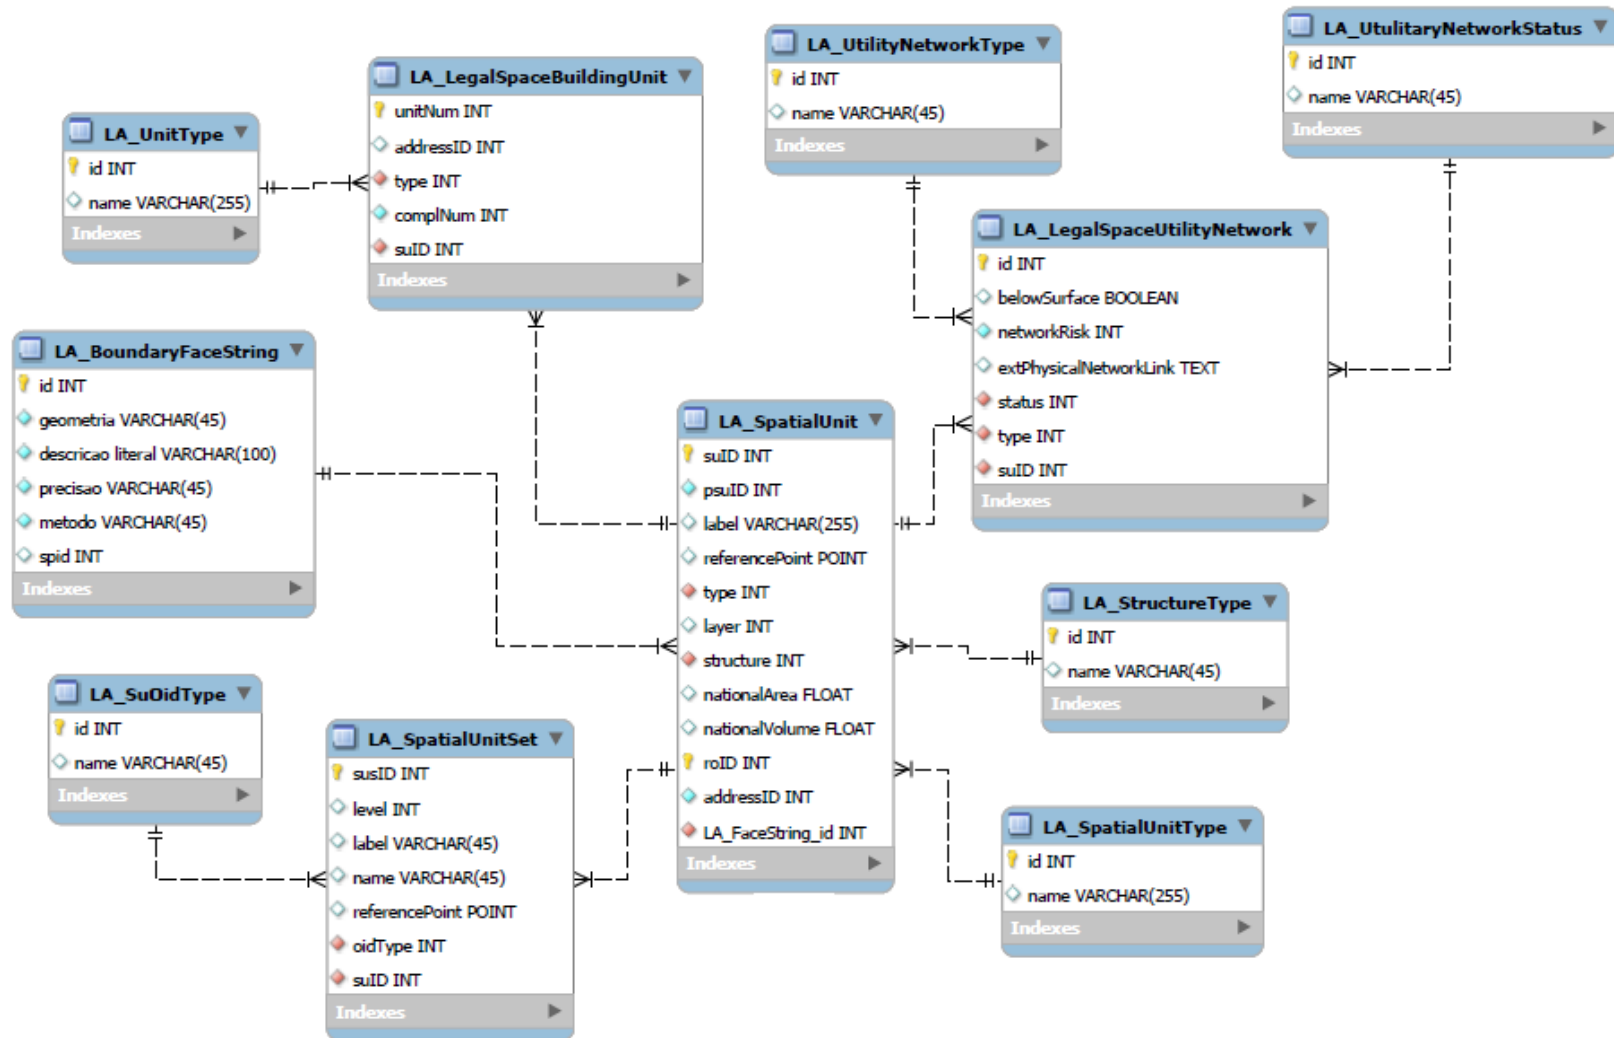 LA_UnitType
id INT
name VARCHAR(255)
Indexes
LA_LegalSpaceBuildingUnit
unitNum INT
addressID INT
type INT
complNum INT
suID INT
Indexes
LA_UtilityNetworkType
id INT
name VARCHAR(45)
Indexes
LA_UtulitaryNetworkStatus
id INT
name VARCHAR(45)
Indexes
LA_LegalSpaceUtilityNetwork
id INT
belowSurface BOOLEAN
networkRisk INT
extPhysicalNetworkLink TEXT
status INT
type INT
suID INT
Indexes
LA_BoundaryFaceString
id INT
geometria VARCHAR(45)
descricao literal VARCHAR(100)
precisao VARCHAR(45)
metodo VARCHAR(45)
spid INT
Indexes
LA_SpatialUnit
suID INT
psuID INT
label VARCHAR(255)
referencePoint POINT
type INT
layer INT
structure INT
nationalArea FLOAT
nationalVolume FLOAT
roID INT
addressID INT
LA_FaceString_id INT
Indexes
LA_StructureType
id INT
name VARCHAR(45)
Indexes
LA_SuOidType
id INT
name VARCHAR(45)
Indexes
LA_SpatialUnitSet
susID INT
level INT
label VARCHAR(45)
name VARCHAR(45)
referencePoint POINT
oidType INT
suID INT
Indexes
LA_SpatialUnitType
id INT
name VARCHAR(255)
Indexes